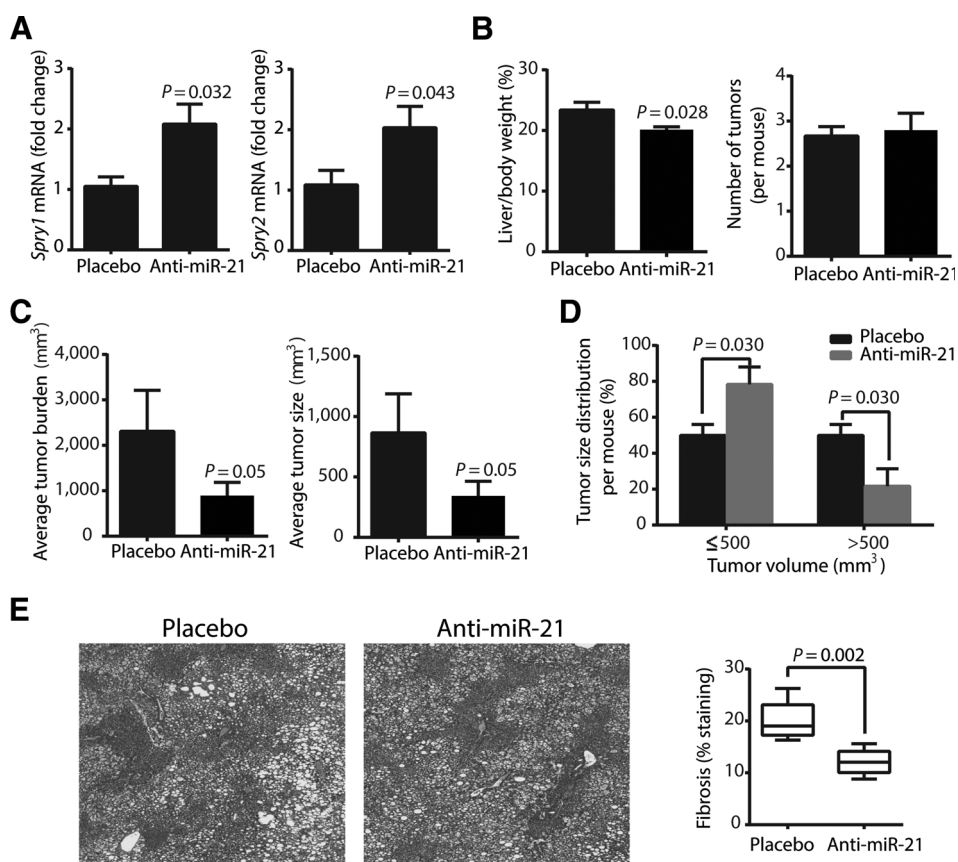 A
Spry1 mRNA (fold change)
3
2
1
0
P = 0.032
Placebo
Anti-miR-21
Spry2 mRNA (fold change)
3
2
1
0
P = 0.043
Placebo
Anti-miR-21
B
Liver/body weight (%)
30
20
10
0
P = 0.028
Placebo
Anti-miR-21
Number of tumors
(per mouse)
4
3
2
1
0
Placebo
Anti-miR-21
C
Average tumor burden (mm³)
4,000
3,000
2,000
1,000
0
P = 0.05
Placebo
Anti-miR-21
Average tumor size (mm³)
1,500
1,000
500
0
P = 0.05
Placebo
Anti-miR-21
D
Tumor size distribution
per mouse (%)
100
80
60
40
20
0
Placebo
Anti-miR-21
P = 0.030
P = 0.030
≤500
>500
Tumor volume (mm³)
E
Placebo
Anti-miR-21
Fibrosis (% staining)
30
20
10
0
P = 0.002
Placebo
Anti-miR-21